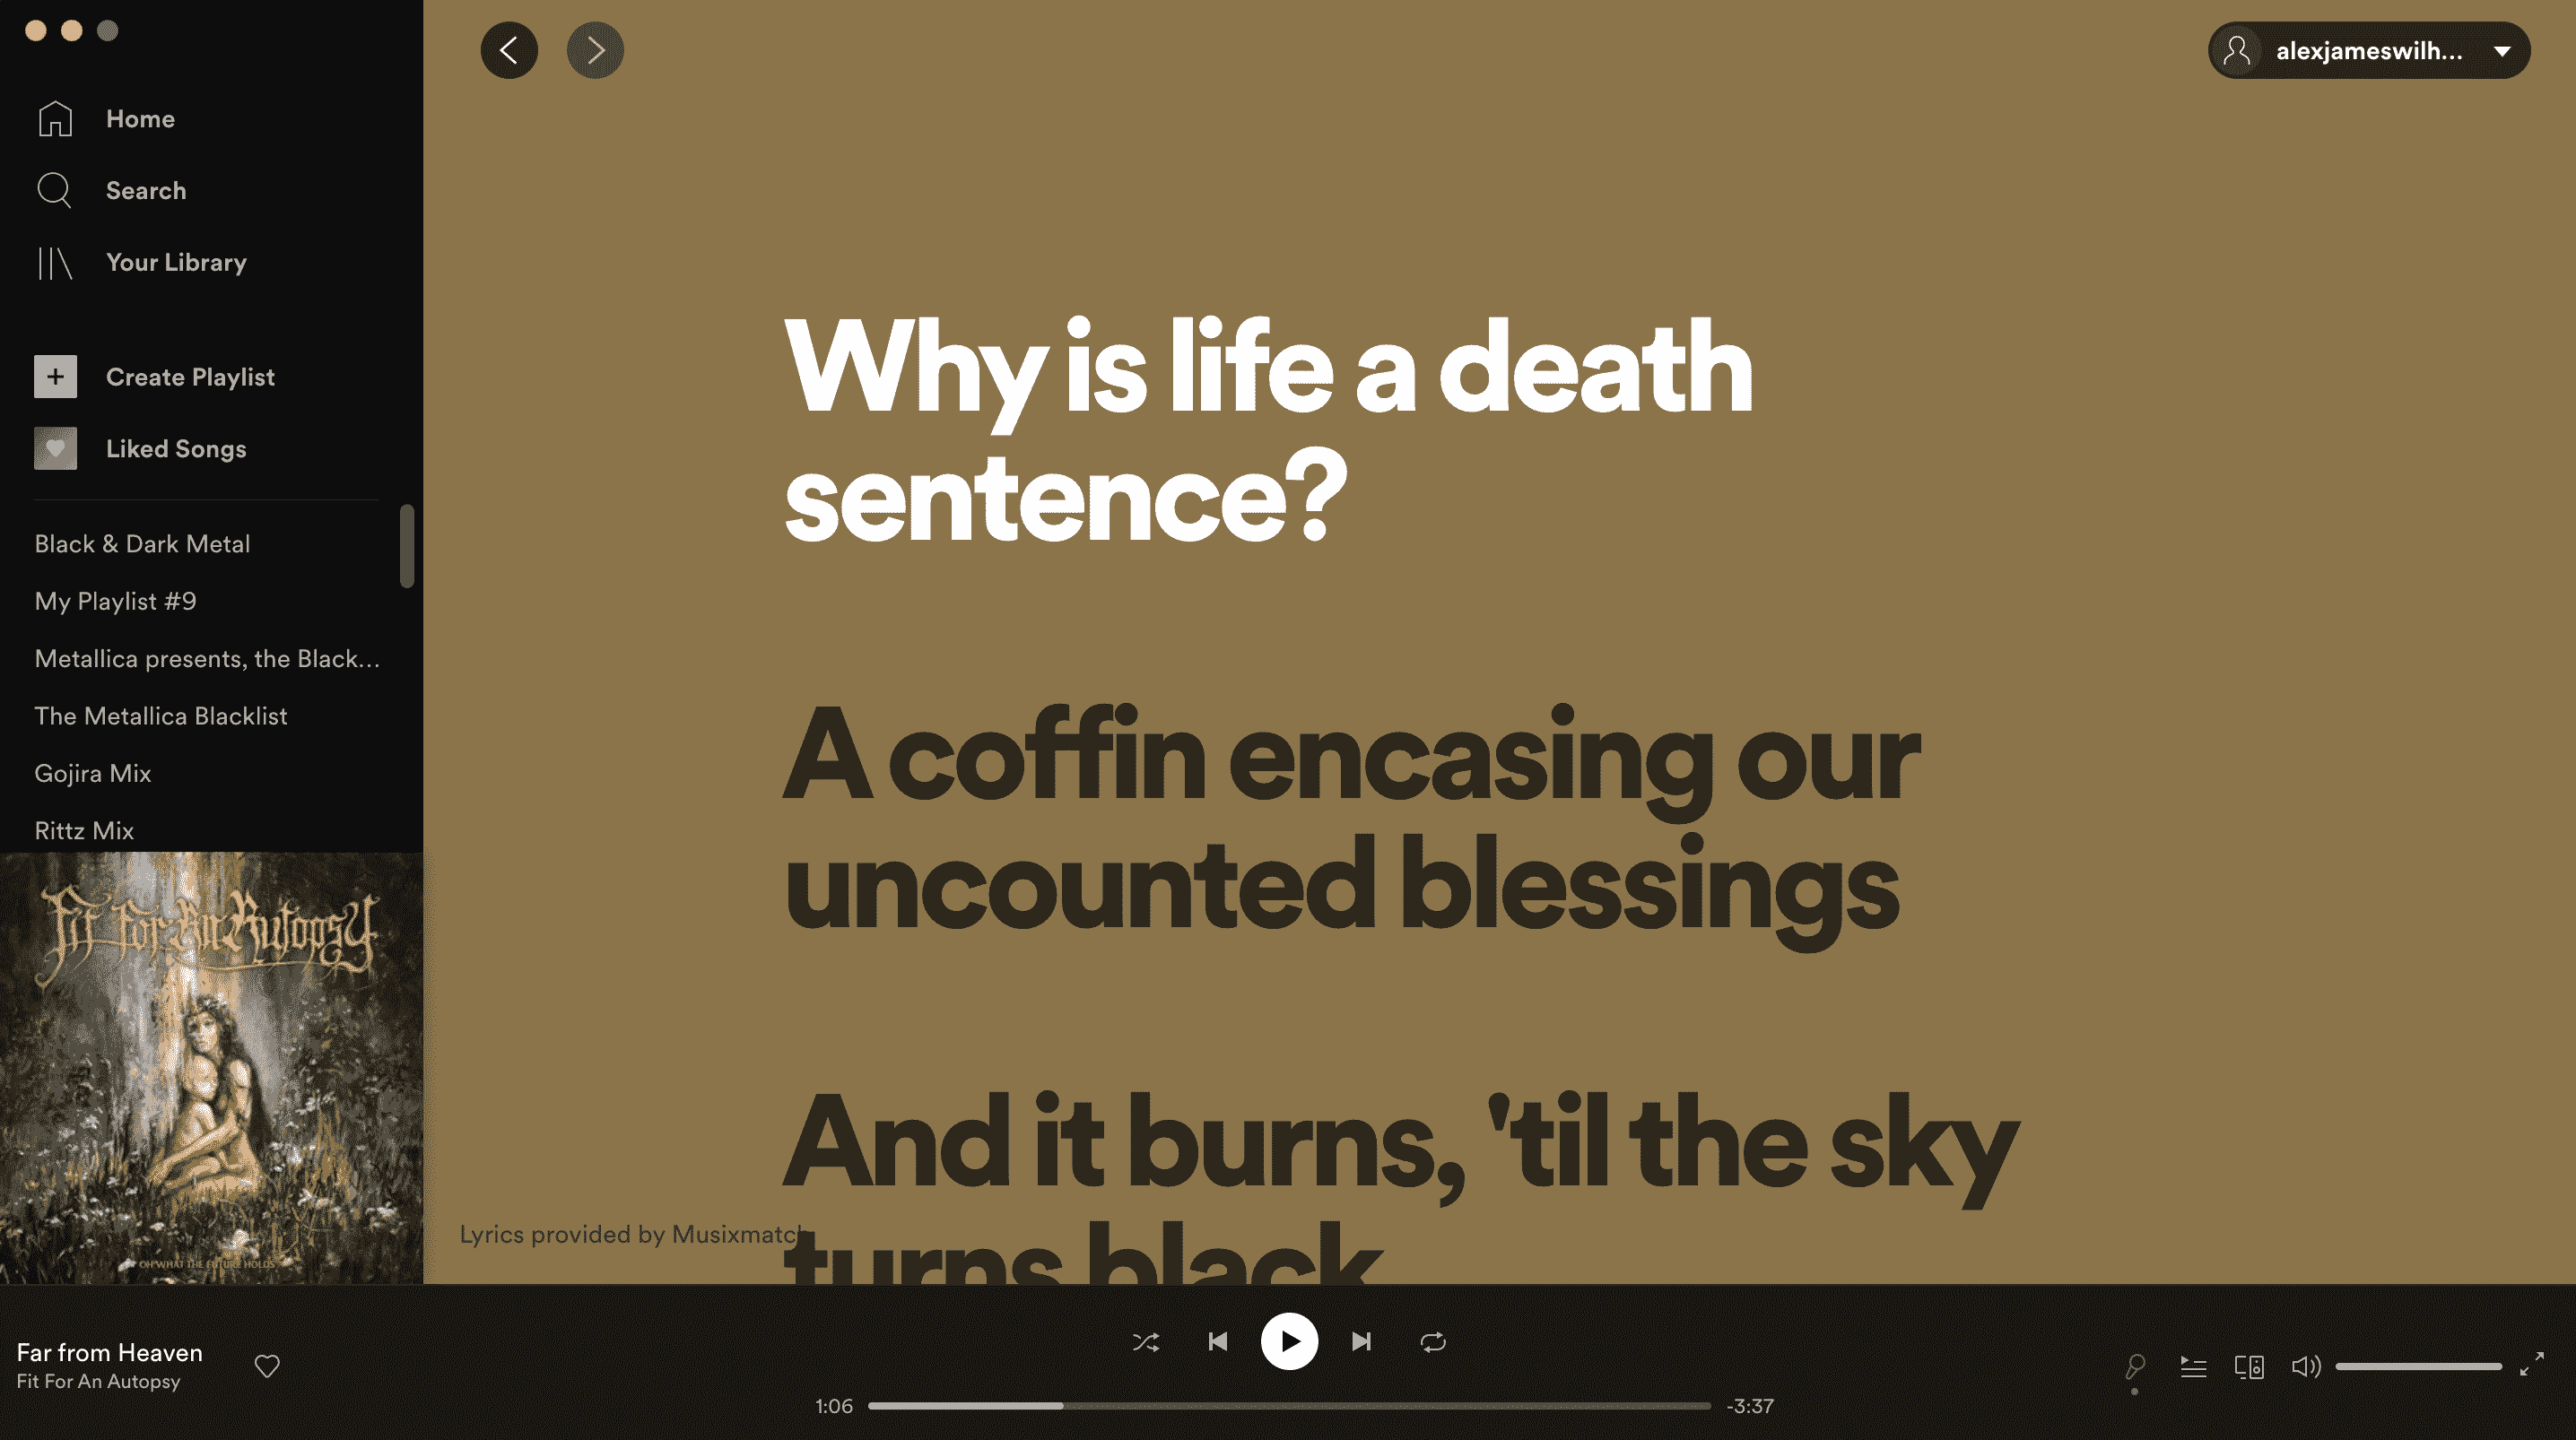 alexjameswilh...
Home
Search
Your Library
Create Playlist
Liked Songs
Black & Dark Metal
My Playlist #9
Metallica presents, the Black...
The Metallica Blacklist
Gojira Mix
Rittz Mix
Fit For An Autopsy
OH WHAT THE FUTURE HOLDS
Why is life a death
sentence?
A coffin encasing our
uncounted blessings
And it burns, 'til the sky
turns black
Lyrics provided by Musixmatch
Far from Heaven
Fit For An Autopsy
1:06
-3:37